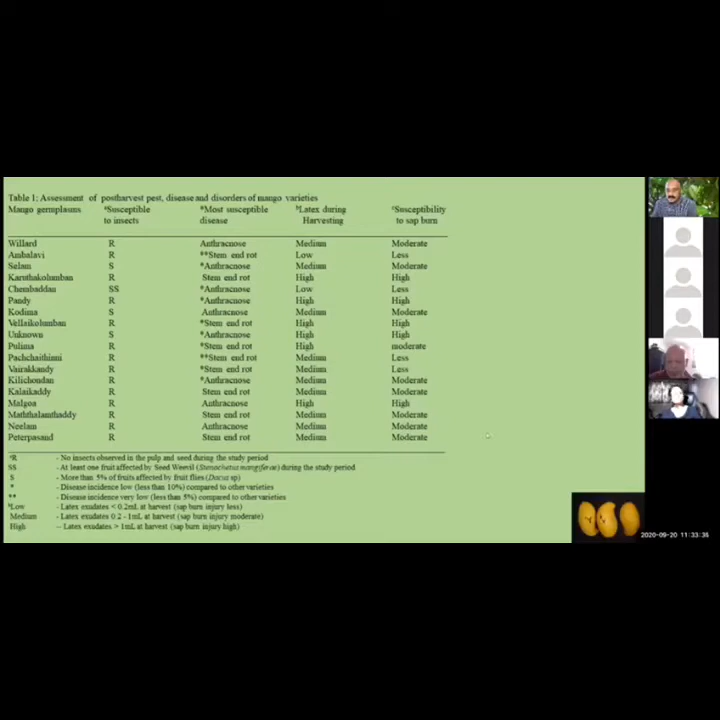 Table 1; Assessment of postharvest pest, disease and disorders of mango varieties
Mango germplasms ªSusceptible to insects *Most susceptible disease ᵇLatex during Harvesting ᶜSusceptibility to sap burn
Willard R Anthracnose Medium Moderate
Ambalavi R **Stem end rot Low Less
Selam S *Anthracnose Medium Moderate
Karuthakolumban R Stem end rot High High
Chembaddan SS *Anthracnose Low Less
Pandy R *Anthracnose High High
Kodima S Anthracnose Medium Moderate
Vellaikolumban R *Stem end rot High High
Unknown S *Anthracnose High High
Pulima R *Stem end rot High moderate
Pachchaithinni R **Stem end rot Medium Less
Vairakkandy R *Stem end rot Medium Less
Kilichondan R *Anthracnose Medium Moderate
Kalaikaddy R Stem end rot Medium Moderate
Malgoa R Anthracnose High High
Maththalamthaddy R Stem end rot Medium Moderate
Neelam R Anthracnose Medium Moderate
Peterpasand R Stem end rot Medium Moderate
ªR - No insects observed in the pulp and seed during the study period
SS - At least one fruit affected by Seed Weevil (Stenochetus mangiferae) during the study period
S - More than 5% of fruits affected by fruit flies (Dacus sp)
* - Disease incidence low (less than 10%) compared to other varieties
** - Disease incidence very low (less than 5%) compared to other varieties
ᵇLow - Latex exudates < 0.2mL at harvest (sap burn injury less)
Medium - Latex exudates 0.2 - 1mL at harvest (sap burn injury moderate)
High – Latex exudates > 1mL at harvest (sap burn injury high)
2020-09-20 11:33:36